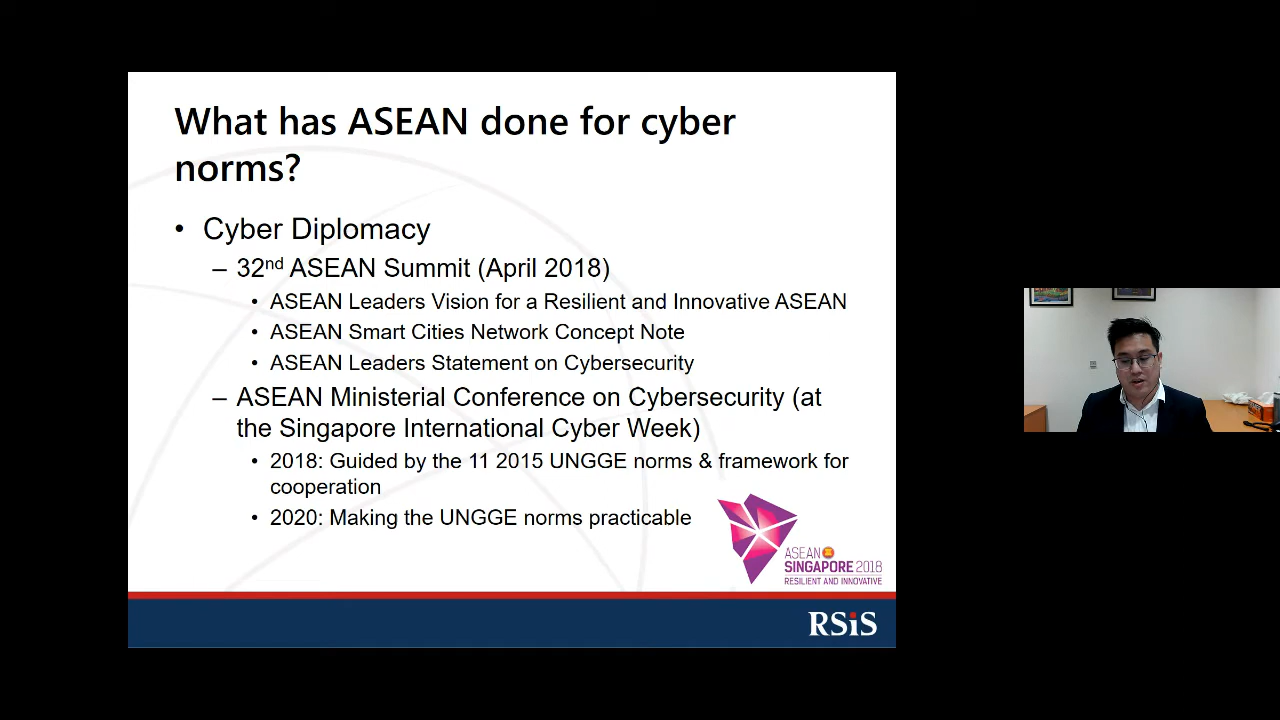 What has ASEAN done for cyber
norms?
• Cyber Diplomacy
– 32nd ASEAN Summit (April 2018)
• ASEAN Leaders Vision for a Resilient and Innovative ASEAN
• ASEAN Smart Cities Network Concept Note
• ASEAN Leaders Statement on Cybersecurity
– ASEAN Ministerial Conference on Cybersecurity (at
the Singapore International Cyber Week)
• 2018: Guided by the 11 2015 UNGGE norms & framework for
cooperation
• 2020: Making the UNGGE norms practicable
ASEAN
SINGAPORE 2018
RESILIENT AND INNOVATIVE
RSiS